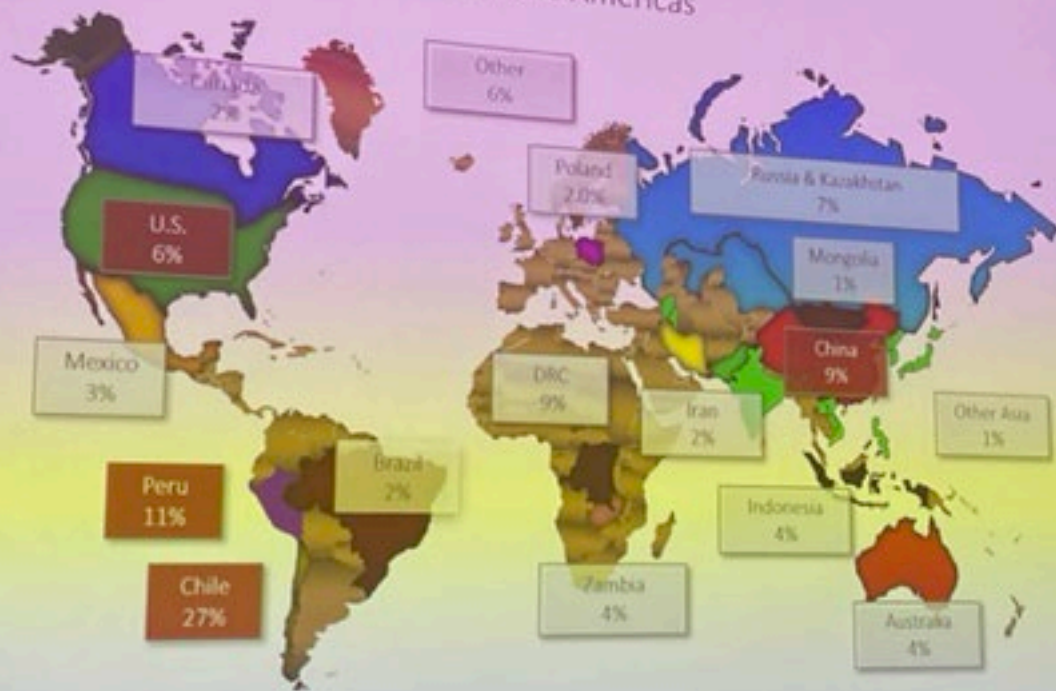 Americas
Canada
2%
Other
6%
Poland
2.0%
Russia & Kazakhstan
7%
U.S.
6%
Mongolia
1%
Mexico
3%
DRC
9%
China
9%
Iran
2%
Other Asia
1%
Peru
11%
Brazil
2%
Indonesia
4%
Chile
27%
Zambia
4%
Australia
4%